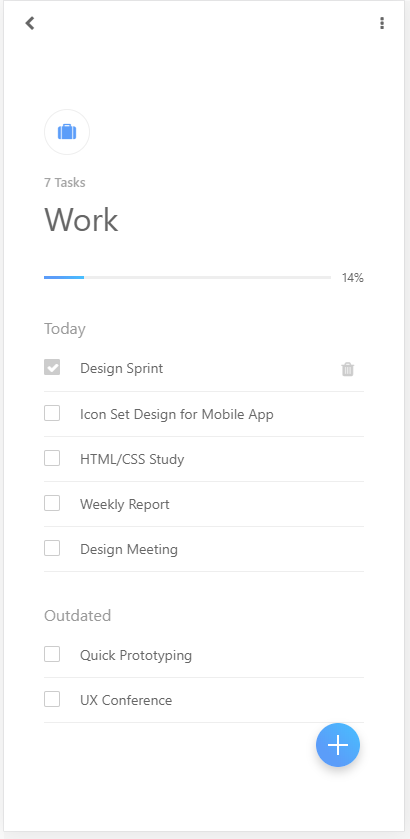 7 Tasks
Work
14%
Today
Design Sprint
Icon Set Design for Mobile App
HTML/CSS Study
Weekly Report
Design Meeting
Outdated
Quick Prototyping
UX Conference